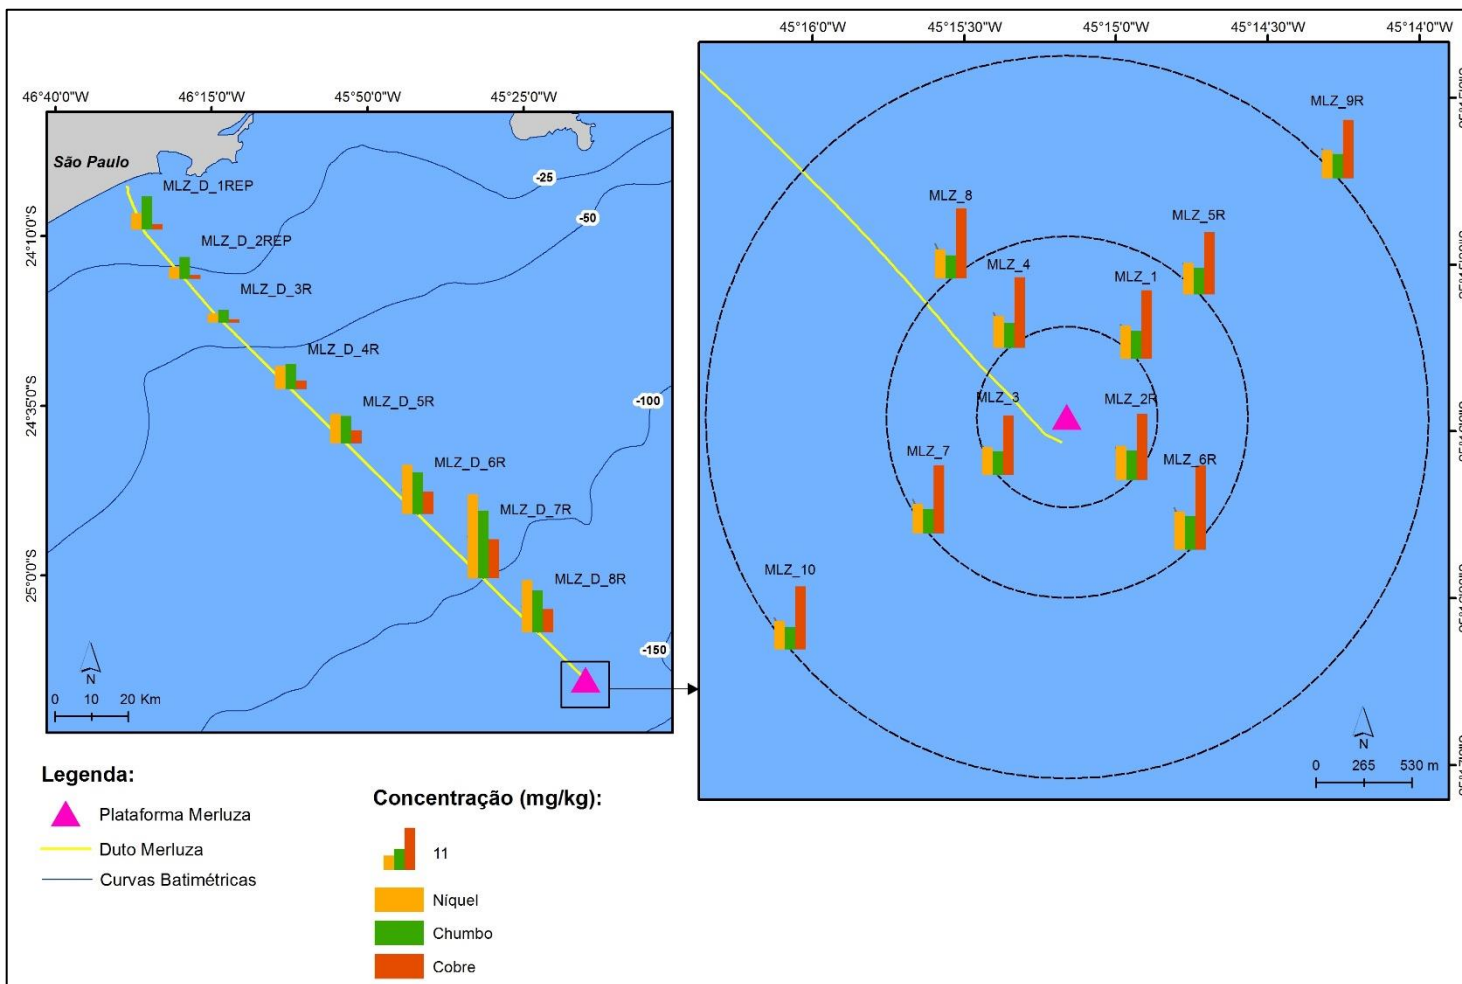 46°40'0"W 46°15'0"W 45°50'0"W 45°25'0"W
24°10'0"S
24°35'0"S
25°0'0"S
São Paulo
MLZ_D_1REP
MLZ_D_2REP
MLZ_D_3R
MLZ_D_4R
MLZ_D_5R
MLZ_D_6R
MLZ_D_7R
MLZ_D_8R
-25
-50
-100
-150
N
0 10 20 Km
45°16'0"W 45°15'30"W 45°15'0"W 45°14'30"W 45°14'0"W
MLZ_9R
MLZ_8
MLZ_5R
MLZ_4
MLZ_1
MLZ_3
MLZ_2R
MLZ_7
MLZ_6R
MLZ_10
N
0 265 530 m
Legenda:
Plataforma Merluza
Duto Merluza
Curvas Batimétricas
Concentração (mg/kg):
11
Níquel
Chumbo
Cobre